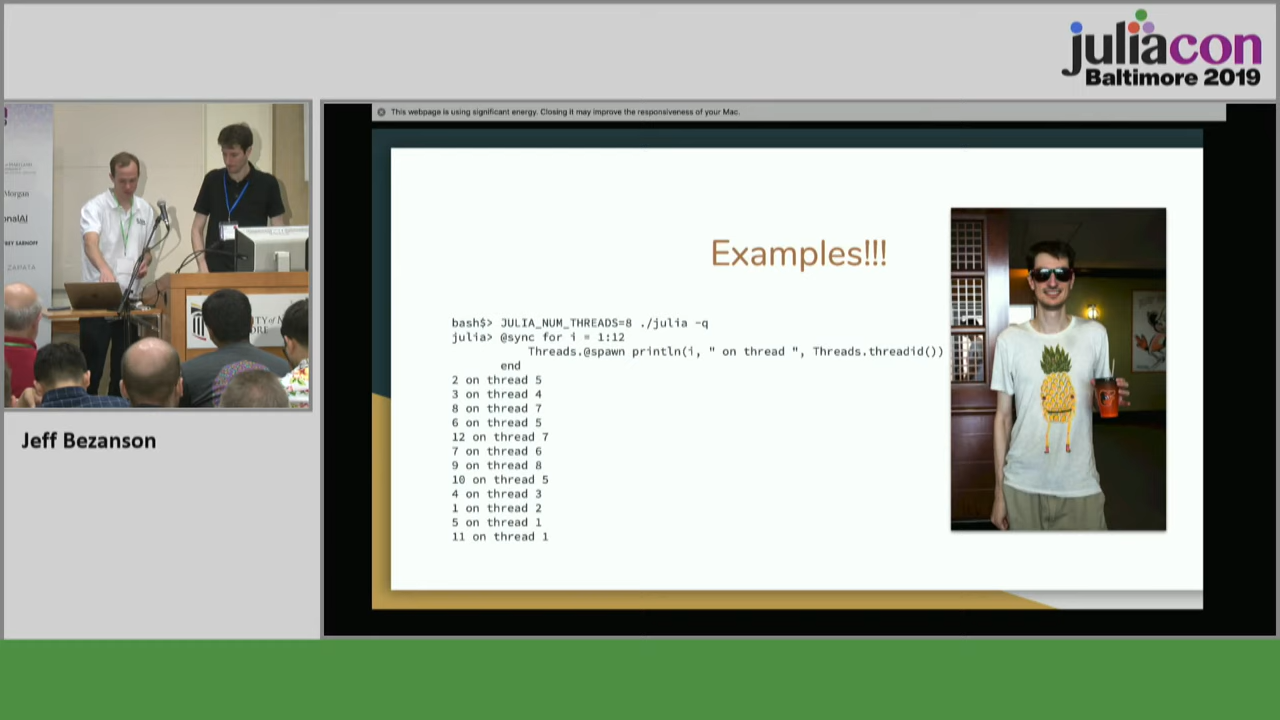 juliacon
Baltimore 2019
This webpage is using significant energy. Closing it may improve the responsiveness of your Mac.
Morgan
ZAPATA
Jeff Bezanson
Examples!!!
bash$> JULIA_NUM_THREADS=8 ./julia -q
julia> @sync for i = 1:12
Threads.@spawn println(i, " on thread ", Threads.threadid())
end
2 on thread 5
3 on thread 4
8 on thread 7
6 on thread 5
12 on thread 7
7 on thread 6
9 on thread 8
10 on thread 5
4 on thread 3
1 on thread 2
5 on thread 1
11 on thread 1